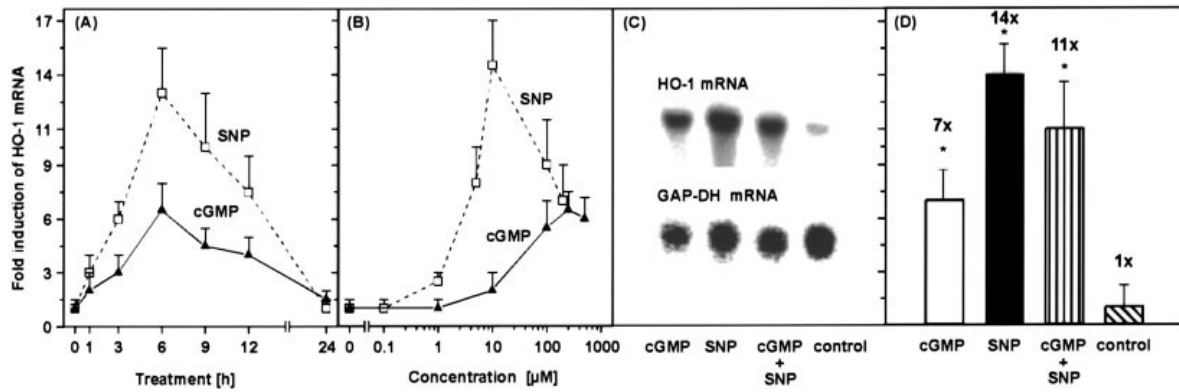 Fold induction of HO-1 mRNA
17
14
11
9
6
3
0
(A)
SNP
cGMP
0 1 3 6 9 12 24
Treatment [h]
(B)
SNP
cGMP
0 0.1 1 10 100 1000
Concentration [µM]
(C)
HO-1 mRNA
GAP-DH mRNA
cGMP SNP cGMP control
+
SNP
(D)
7x
*
14x
*
11x
*
1x
cGMP SNP cGMP control
+
SNP